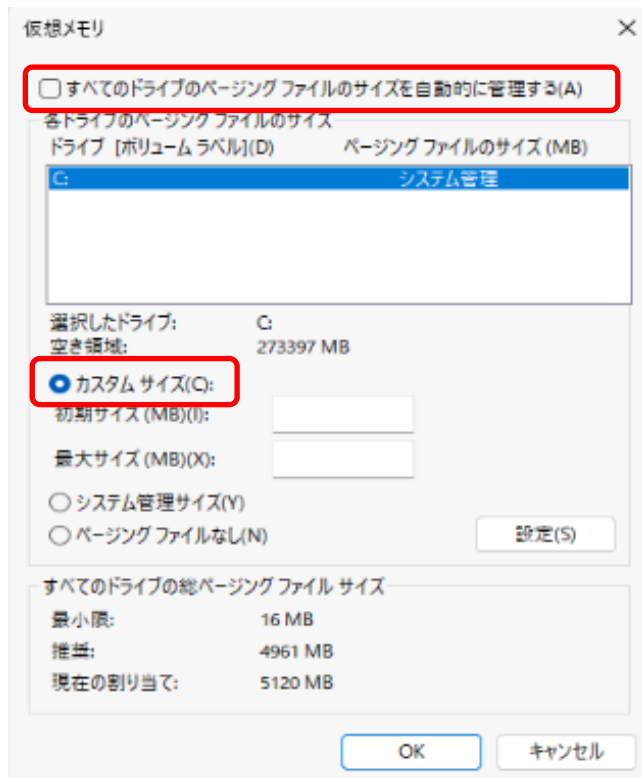 仮想メモリ
すべてのドライブのページング ファイルのサイズを自動的に管理する(A)
各ドライブのページング ファイルのサイズ
ドライブ [ボリューム ラベル](D) ページング ファイルのサイズ (MB)
C: システム管理
選択したドライブ: C:
空き領域: 273397 MB
カスタム サイズ(C):
初期サイズ (MB)(I):
最大サイズ (MB)(X):
システム管理サイズ(Y)
ページング ファイルなし(N) 設定(S)
すべてのドライブの総ページング ファイル サイズ
最小限: 16 MB
推奨: 4961 MB
現在の割り当て: 5120 MB
OK キャンセル